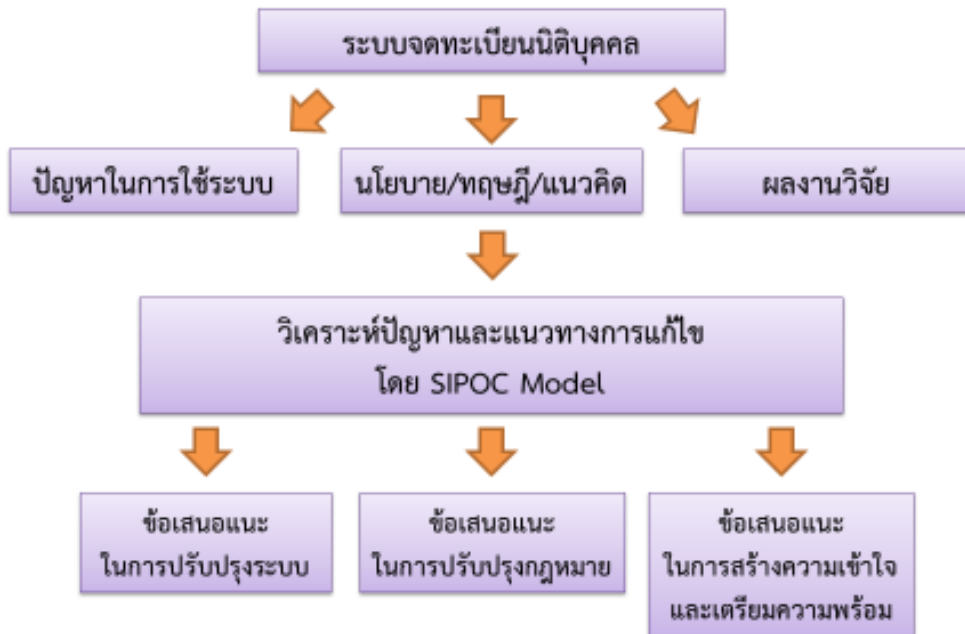 ระบบจดทะเบียนนิติบุคคล
ปัญหาในการใช้ระบบ
นโยบาย/ทฤษฎี/แนวคิด
ผลงานวิจัย
วิเคราะห์ปัญหาและแนวทางการแก้ไข
โดย SIPOC Model
ข้อเสนอแนะ
ในการปรับปรุงระบบ
ข้อเสนอแนะ
ในการปรับปรุงกฎหมาย
ข้อเสนอแนะ
ในการสร้างความเข้าใจ
และเตรียมความพร้อม